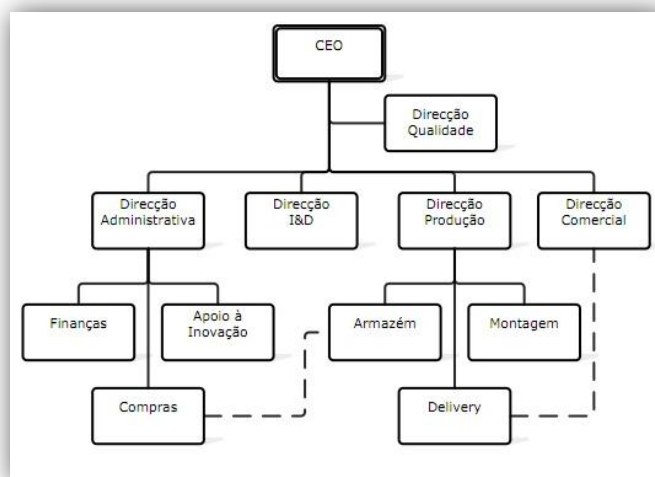 CEO
Direcção
Qualidade
Direcção
Administrativa
Direcção
I&D
Direcção
Produção
Direcção
Comercial
Finanças
Apoio à
Inovação
Armazém
Montagem
Compras
Delivery